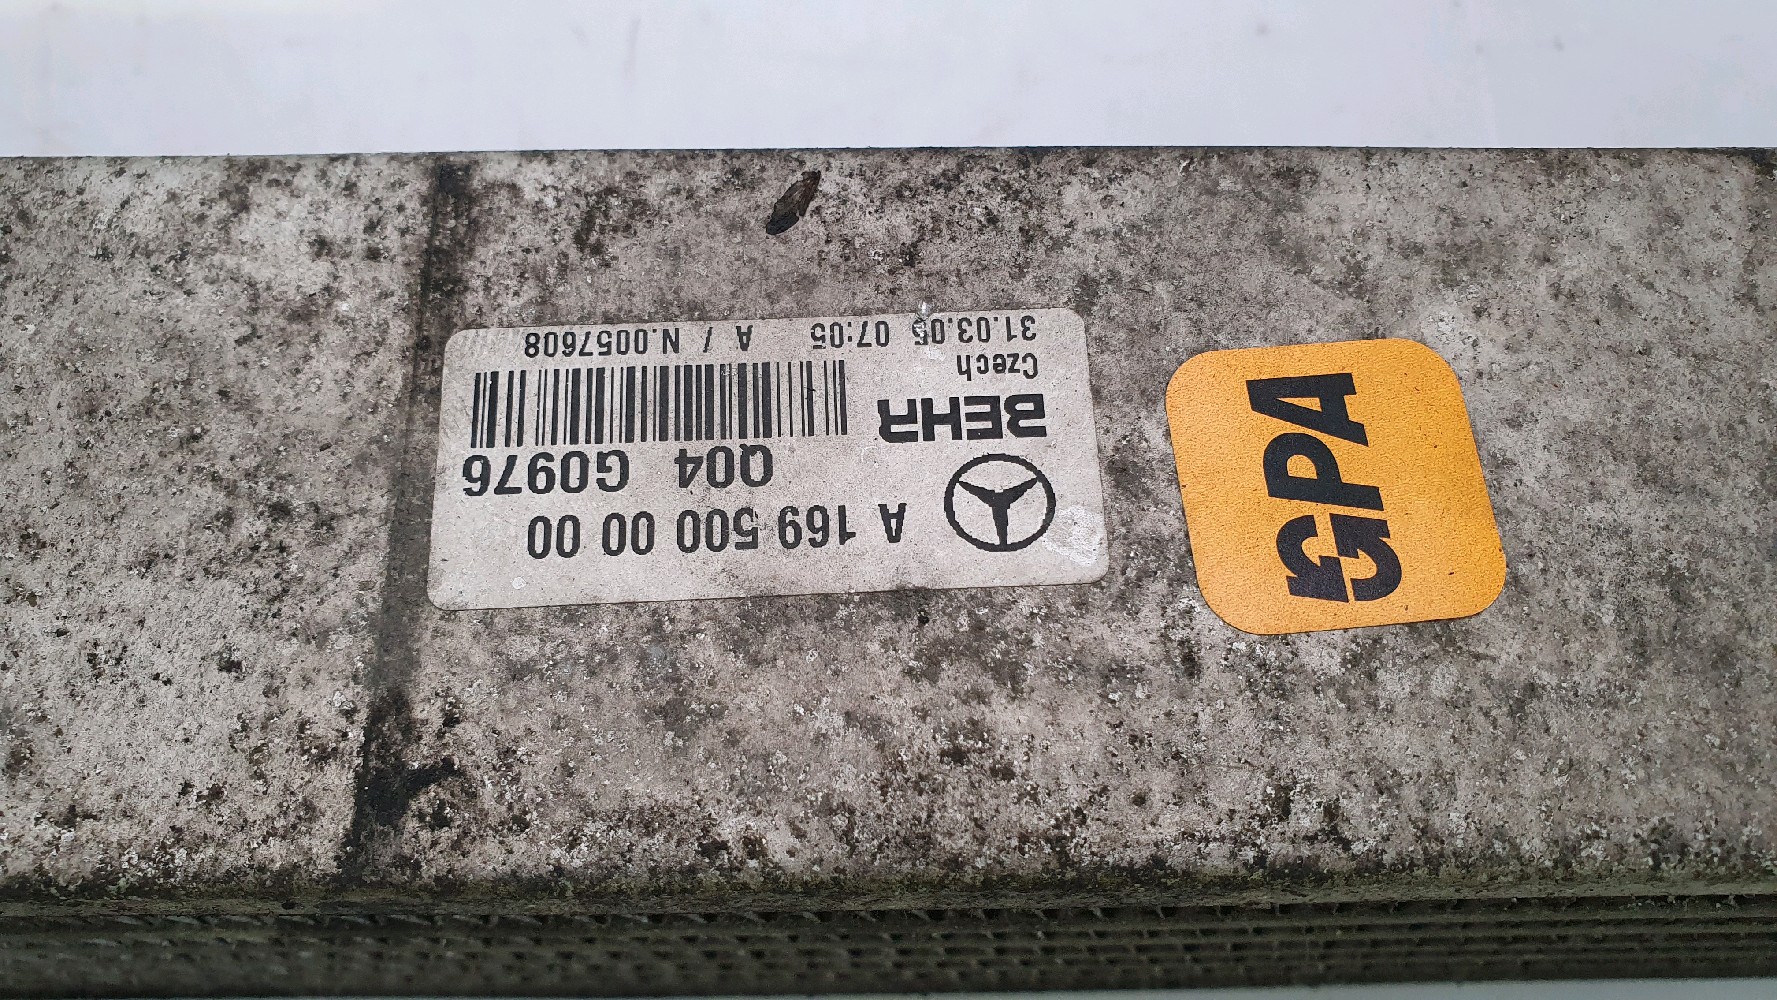 A 169 500 00 00
Q04 G0976
BEHR
Czech
31.03.05 07:05 A / N.0057608
GPA